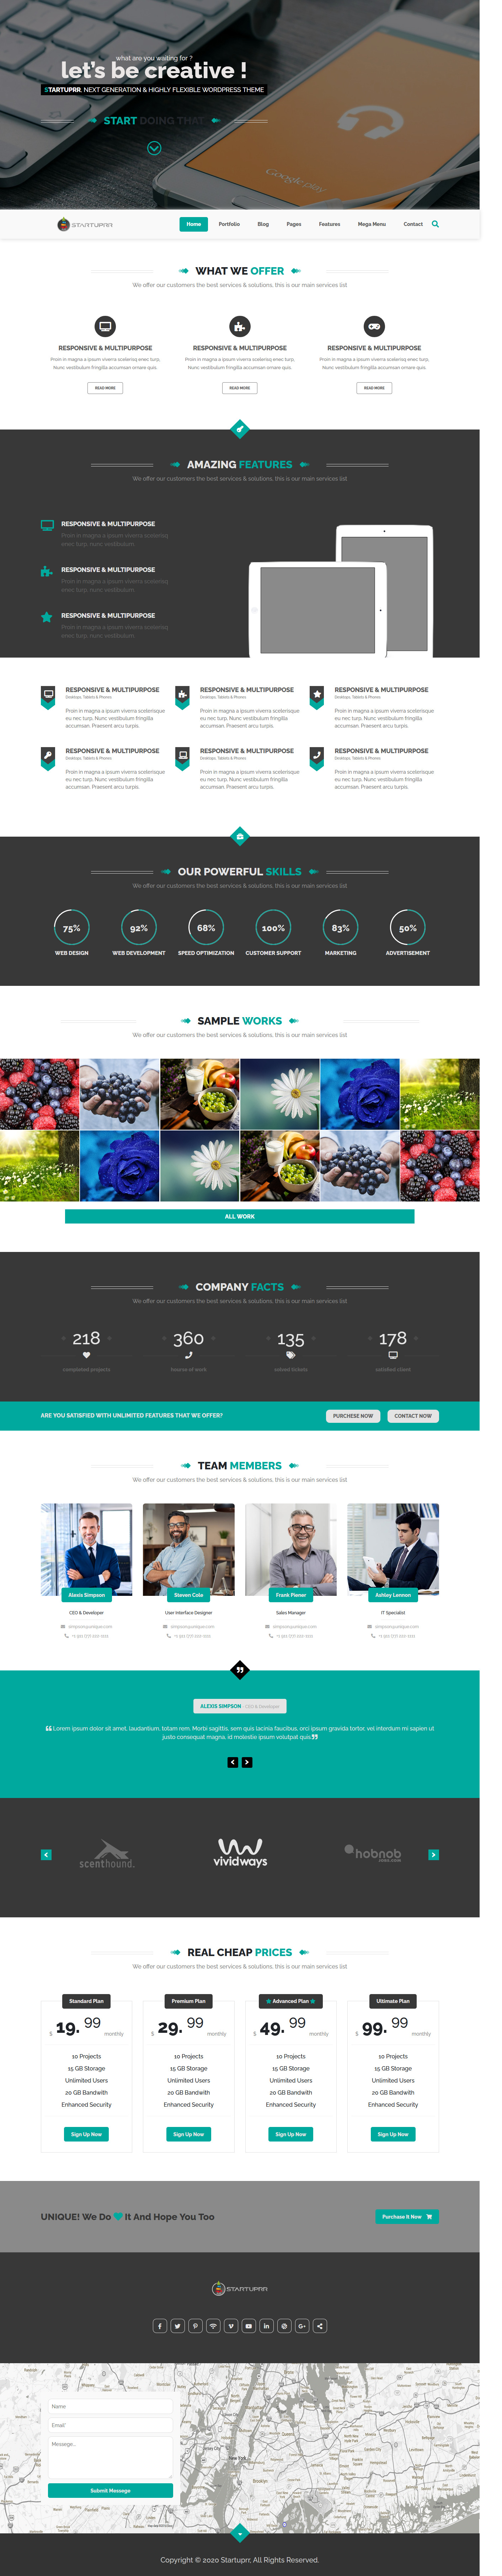 what are you waiting for ?
let's be creative !
STARTUPRR, NEXT GENERATION & HIGHLY FLEXIBLE WORDPRESS THEME
START DOING THAT
Google play
STARTUPRR
Home Portfolio Blog Pages Features Mega Menu Contact
WHAT WE OFFER
We offer our customers the best services & solutions, this is our main services list
RESPONSIVE & MULTIPURPOSE RESPONSIVE & MULTIPURPOSE RESPONSIVE & MULTIPURPOSE
Proin in magna a ipsum viverra scelerisq enec turp. Proin in magna a ipsum viverra scelerisq enec turp. Proin in magna a ipsum viverra scelerisq enec turp.
Nunc vestibulum fringilla accumsan ornare quis. Nunc vestibulum fringilla accumsan ornare quis. Nunc vestibulum fringilla accumsan ornare quis.
READ MORE READ MORE READ MORE
AMAZING FEATURES
We offer our customers the best services & solutions, this is our main services list
RESPONSIVE & MULTIPURPOSE
Proin in magna a ipsum viverra scelerisq
enec turp, nunc vestibulum.
RESPONSIVE & MULTIPURPOSE
Proin in magna a ipsum viverra scelerisq
enec turp, nunc vestibulum.
RESPONSIVE & MULTIPURPOSE
Proin in magna a ipsum viverra scelerisq
enec turp, nunc vestibulum.
RESPONSIVE & MULTIPURPOSE RESPONSIVE & MULTIPURPOSE RESPONSIVE & MULTIPURPOSE
Desktops, Tablets & Phones Desktops, Tablets & Phones Desktops, Tablets & Phones
Proin in magna a ipsum viverra scelerisque Proin in magna a ipsum viverra scelerisque Proin in magna a ipsum viverra scelerisque
eu nec turp. Nunc vestibulum fringilla eu nec turp. Nunc vestibulum fringilla eu nec turp. Nunc vestibulum fringilla
accumsan. Praesent arcu turpis. accumsan. Praesent arcu turpis. accumsan. Praesent arcu turpis.
RESPONSIVE & MULTIPURPOSE RESPONSIVE & MULTIPURPOSE RESPONSIVE & MULTIPURPOSE
Desktops, Tablets & Phones Desktops, Tablets & Phones Desktops, Tablets & Phones
Proin in magna a ipsum viverra scelerisque Proin in magna a ipsum viverra scelerisque Proin in magna a ipsum viverra scelerisque
eu nec turp. Nunc vestibulum fringilla eu nec turp. Nunc vestibulum fringilla eu nec turp. Nunc vestibulum fringilla
accumsan. Praesent arcu turpis. accumsan. Praesent arcu turpis. accumsan. Praesent arcu turpis.
OUR POWERFUL SKILLS
We offer our customers the best services & solutions, this is our main services list
75% 92% 68% 100% 83% 50%
WEB DESIGN WEB DEVELOPMENT SPEED OPTIMIZATION CUSTOMER SUPPORT MARKETING ADVERTISEMENT
SAMPLE WORKS
We offer our customers the best services & solutions, this is our main services list
ALL WORK
COMPANY FACTS
We offer our customers the best services & solutions, this is our main services list
218 360 135 178
completed projects hource of work solved tickets satisfise client
ARE YOU SATISFIED WITH UNLIMITED FEATURES THAT WE OFFER? PURCHESE NOW CONTACT NOW
TEAM MEMBERS
We offer our customers the best services & solutions, this is our main services list
Alexis Simpson Steven Cole Frank Piener Ashley Lennon
CEO & Developer User Interface Designer Sales Manager IT Specialist
ALEXIS SIMPSON - CEO & Developer
Lorem ipsum dolor sit amet, laudantium, totam rem. Morbi sagittis, sem quis lacinia faucibus, orci ipsum gravida tortor, vel interdum mi sapien ut
justo consequat magna, id molestie ipsum volutpat quis
scenthound. vividways hobnob
REAL CHEAP PRICES
We offer our customers the best services & solutions, this is our main services list
Standard Plan Premium Plan Advanced Plan Ultimate Plan
$ 19. 99 monthly $ 29. 99 monthly $ 49. 99 monthly $ 99. 99 monthly
10 Projects 10 Projects 10 Projects 10 Projects
15 GB Storage 15 GB Storage 15 GB Storage 15 GB Storage
Unlimited Users Unlimited Users Unlimited Users Unlimited Users
20 GB Bandwith 20 GB Bandwith 20 GB Bandwith 20 GB Bandwith
Enhanced Security Enhanced Security Enhanced Security Enhanced Security
Sign Up Now Sign Up Now Sign Up Now Sign Up Now
UNIQUE! We Do It And Hope You Too Purchase It Now
STARTUPRR
Name
Email*
Message...
Submit Message
New York
Brooklyn
Copyright © 2020 Startuprr, All Rights Reserved.